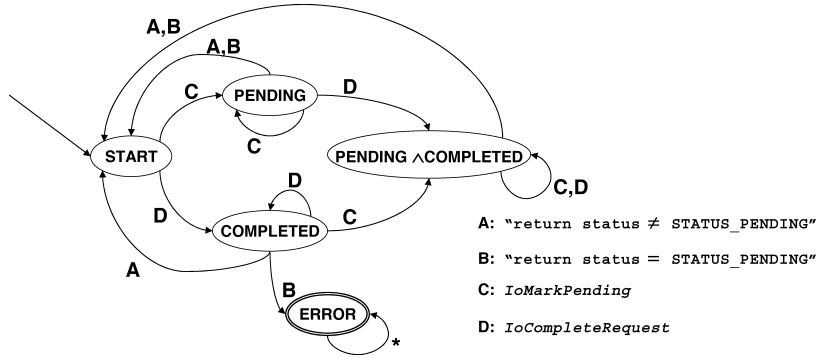 A,B
A,B
C
PENDING
D
C
START
PENDING ∧COMPLETED
C,D
D
D
COMPLETED
C
A
B
ERROR
*
A: “return status ≠ STATUS_PENDING”
B: “return status = STATUS_PENDING”
C: IoMarkPending
D: IoCompleteRequest